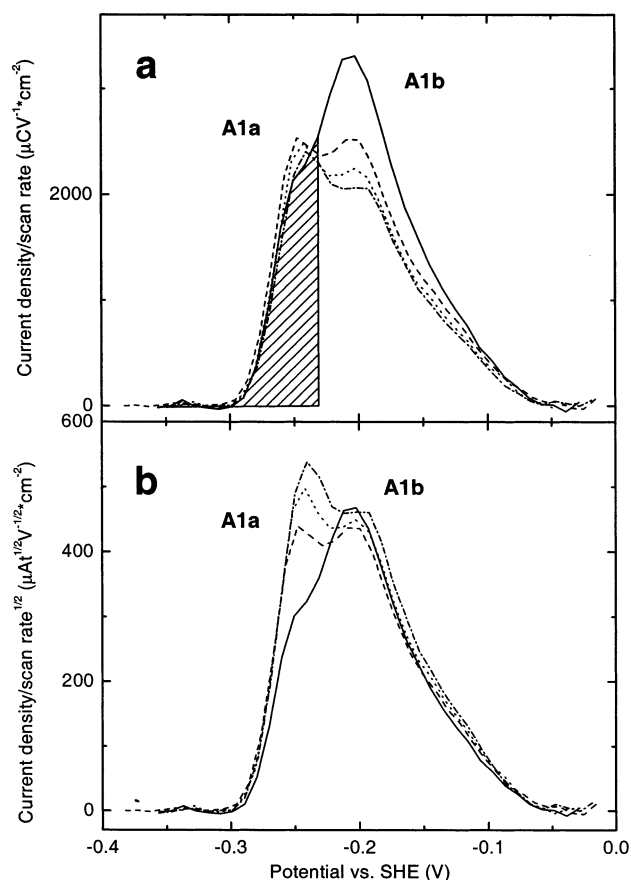 a
A1b
A1a
Current density/scan rate (μCV⁻¹*cm⁻²)
2000
0
600
b
A1b
A1a
Current density/scan rate¹/² (μAt¹/²V⁻¹/²*cm⁻²)
400
200
0
-0.4
-0.3
-0.2
-0.1
0.0
Potential vs. SHE (V)